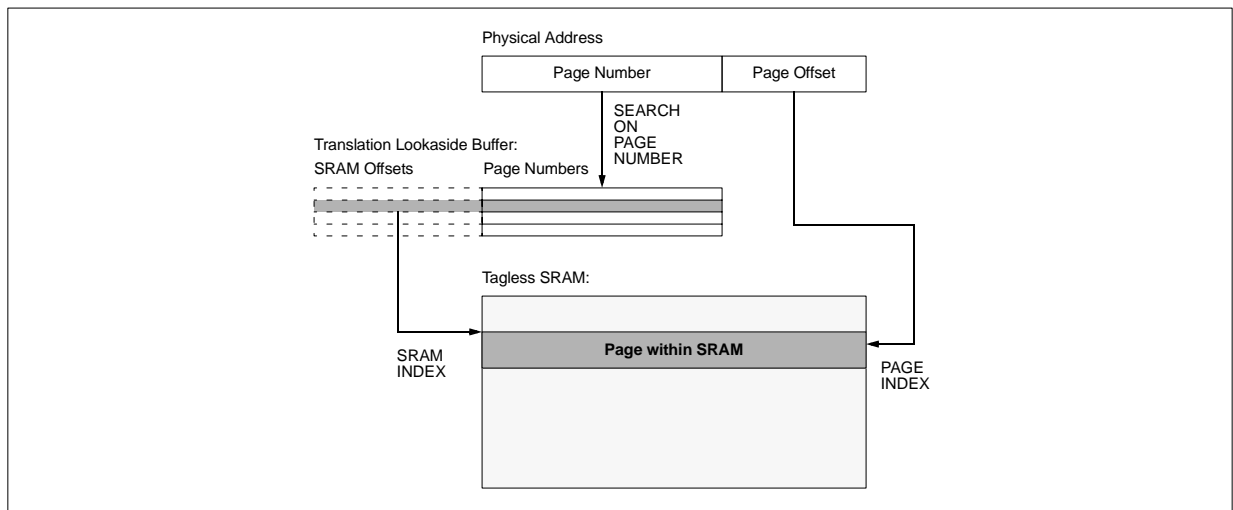 Physical Address
Page Number Page Offset
SEARCH
ON
PAGE
NUMBER
Translation Lookaside Buffer:
SRAM Offsets Page Numbers
Tagless SRAM:
Page within SRAM
SRAM
INDEX
PAGE
INDEX